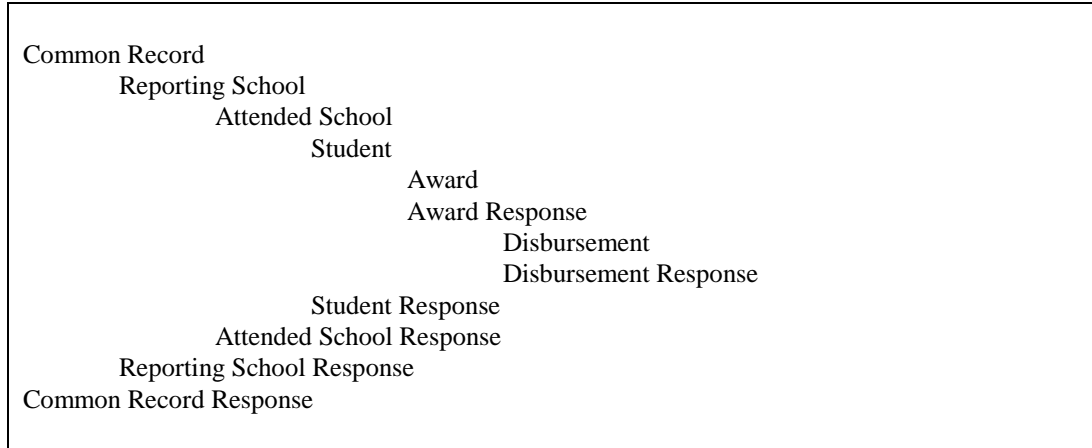 Common Record
Reporting School
Attended School
Student
Award
Award Response
Disbursement
Disbursement Response
Student Response
Attended School Response
Reporting School Response
Common Record Response